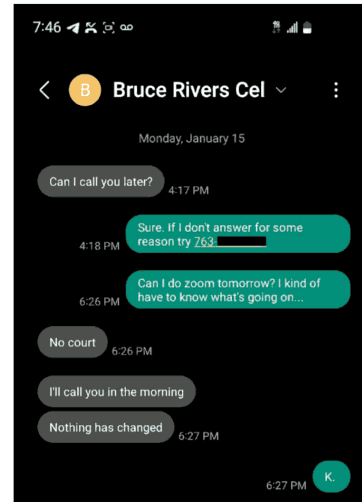 7:46
B Bruce Rivers Cel
Monday, January 15
Can I call you later?
4:17 PM
Sure. If I don't answer for some
reason try 763-
4:18 PM
Can I do zoom tomorrow? I kind of
have to know what's going on...
6:26 PM
No court
6:26 PM
I'll call you in the morning
Nothing has changed
6:27 PM
K.
6:27 PM